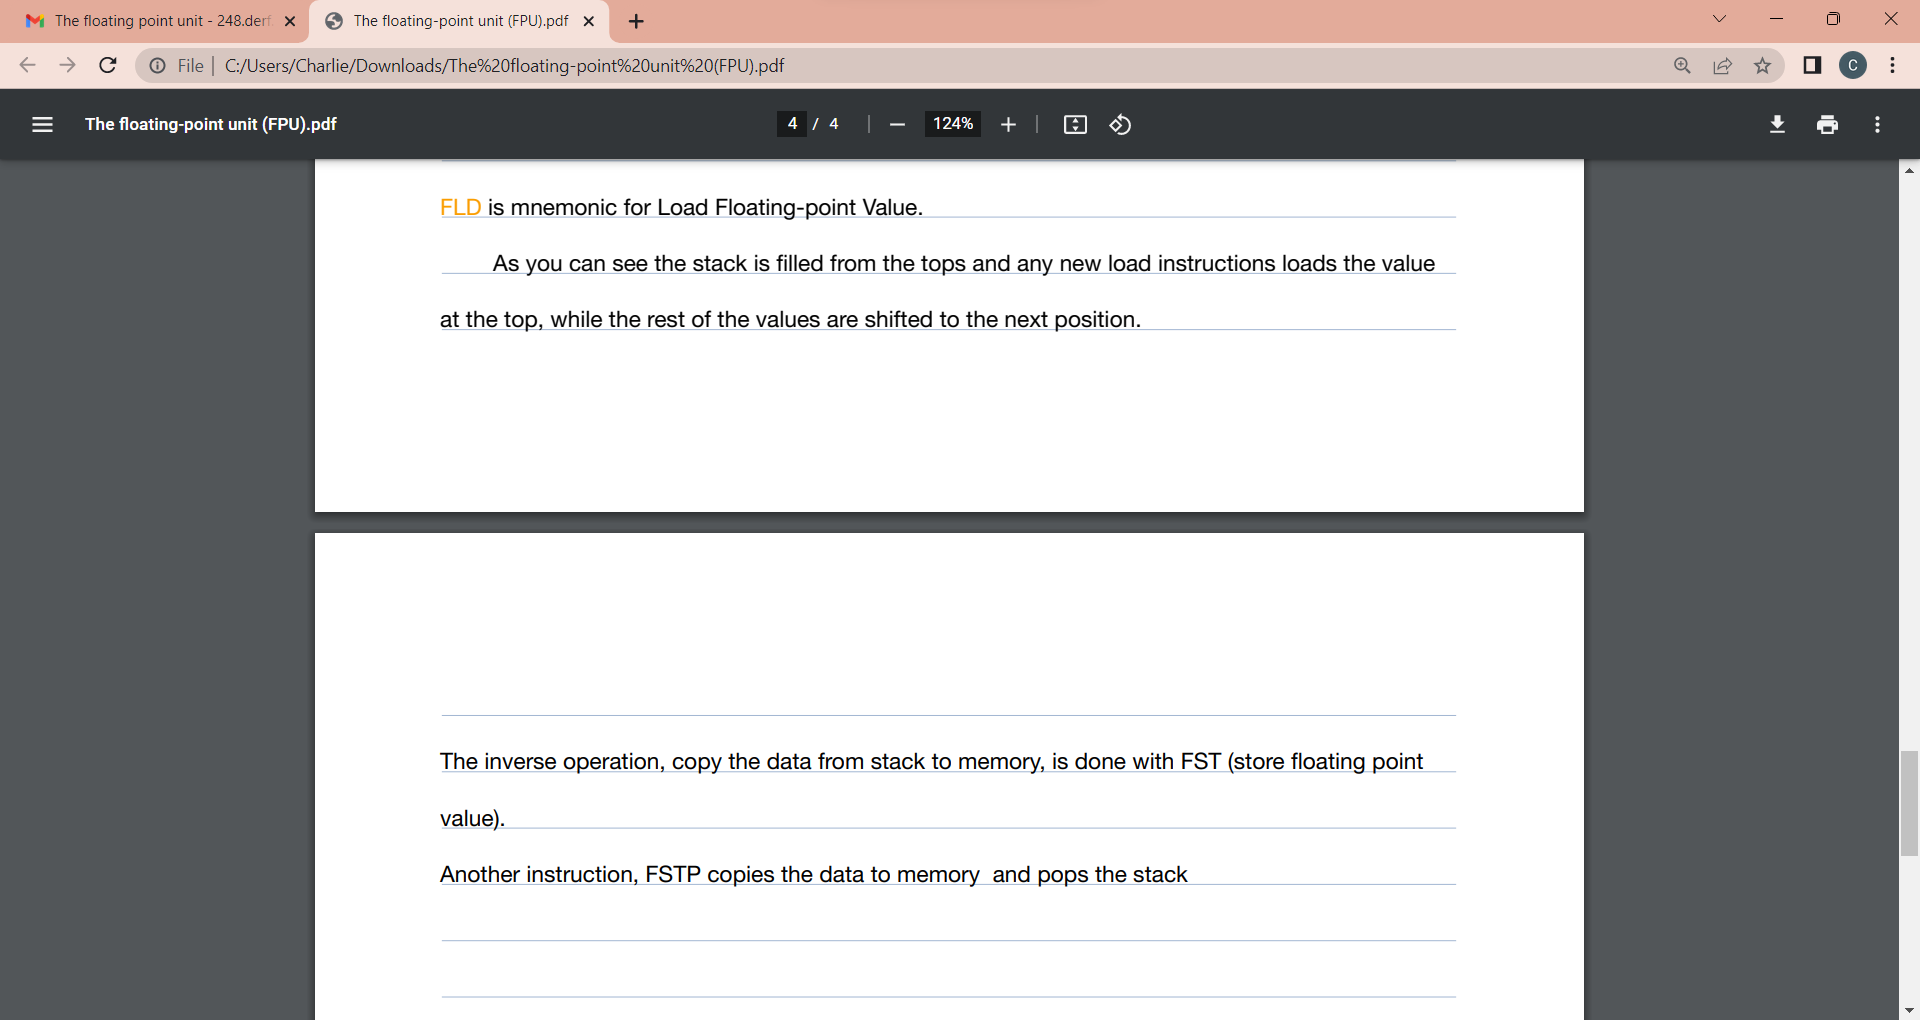 The floating point unit - 248.derf
The floating-point unit (FPU).pdf
File | C:/Users/Charlie/Downloads/The%20floating-point%20unit%20(FPU).pdf
C
The floating-point unit (FPU).pdf
4 / 4
124%
FLD is mnemonic for Load Floating-point Value.
As you can see the stack is filled from the tops and any new load instructions loads the value
at the top, while the rest of the values are shifted to the next position.
The inverse operation, copy the data from stack to memory, is done with FST (store floating point
value).
Another instruction, FSTP copies the data to memory  and pops the stack